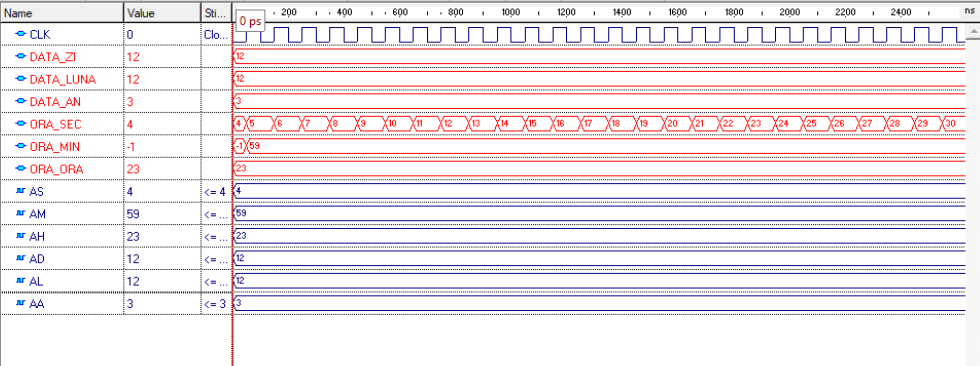 Name Value Sti... 200 400 600 800 1000 1200 1400 1600 1800 2000 2200 2400 ns
0 ps
CLK 0 Clo...
DATA_ZI 12 12
DATA_LUNA 12 12
DATA_AN 3 3
ORA_SEC 4 4 5 6 7 8 9 10 11 12 13 14 15 16 17 18 19 20 21 22 23 24 25 26 27 28 29 30
ORA_MIN -1 -1 59
ORA_ORA 23 23
AS 4 <= 4 4
AM 59 <= ... 59
AH 23 <= ... 23
AD 12 <= ... 12
AL 12 <= ... 12
AA 3 <= 3 3